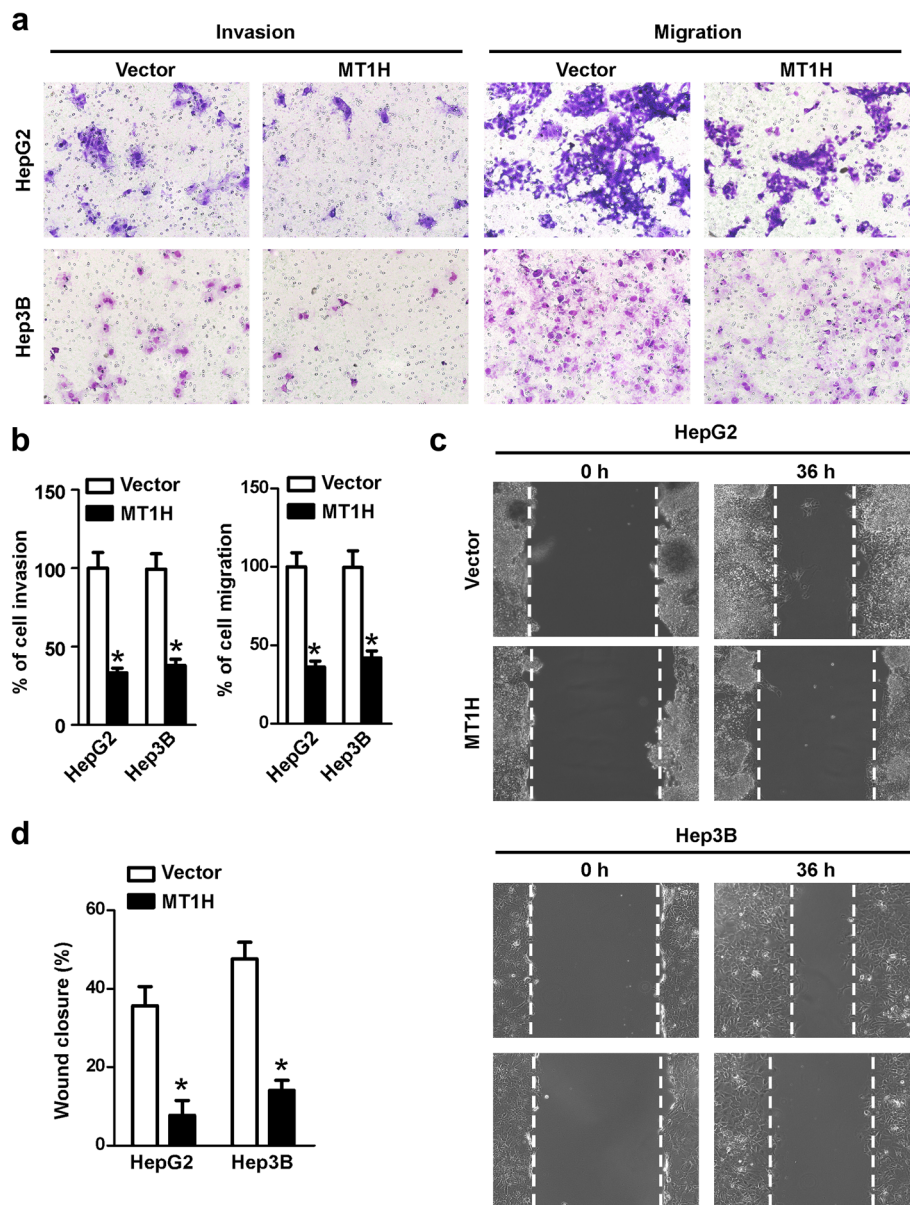 a
Invasion
Migration
Vector
MT1H
Vector
MT1H
HepG2
Hep3B
b
Vector
MT1H
% of cell invasion
150
100
50
0
*
*
HepG2
Hep3B
Vector
MT1H
% of cell migration
150
100
50
0
*
*
HepG2
Hep3B
c
HepG2
0 h
36 h
Vector
MT1H
Hep3B
0 h
36 h
d
Vector
MT1H
Wound closure (%)
60
40
20
0
*
*
HepG2
Hep3B